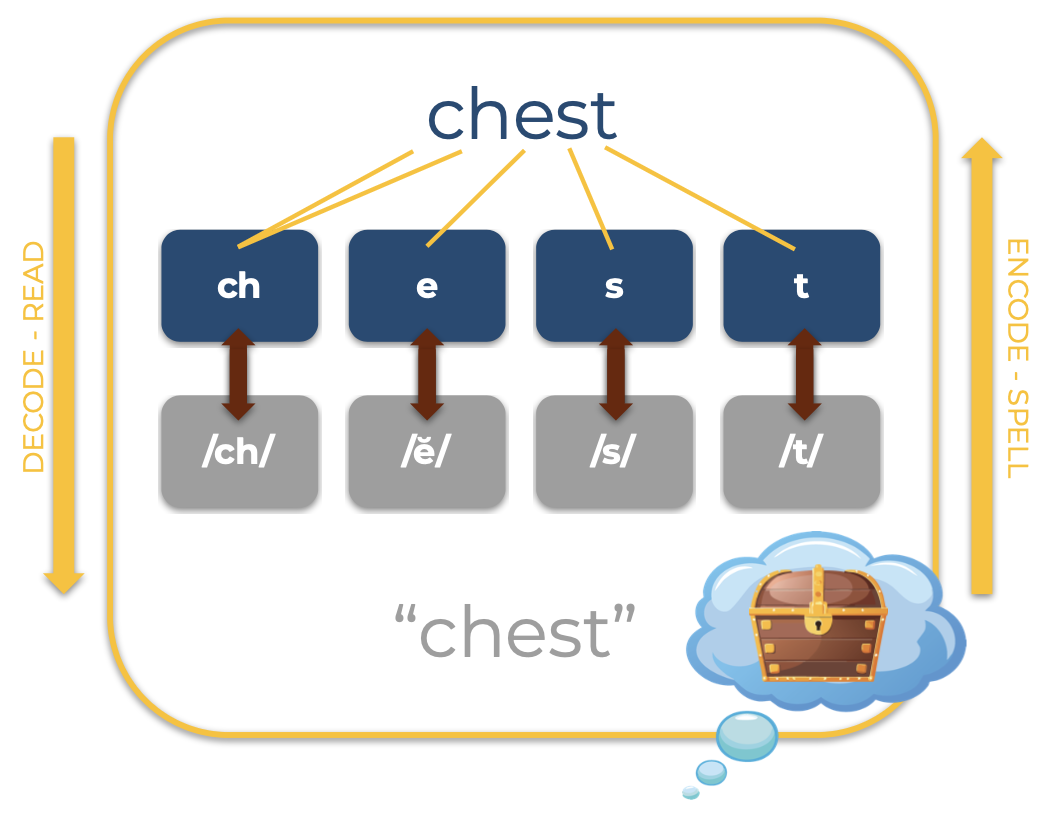 chest
DECODE - READ
ENCODE - SPELL
ch e s t
/ch/ /ĕ/ /s/ /t/
“chest”